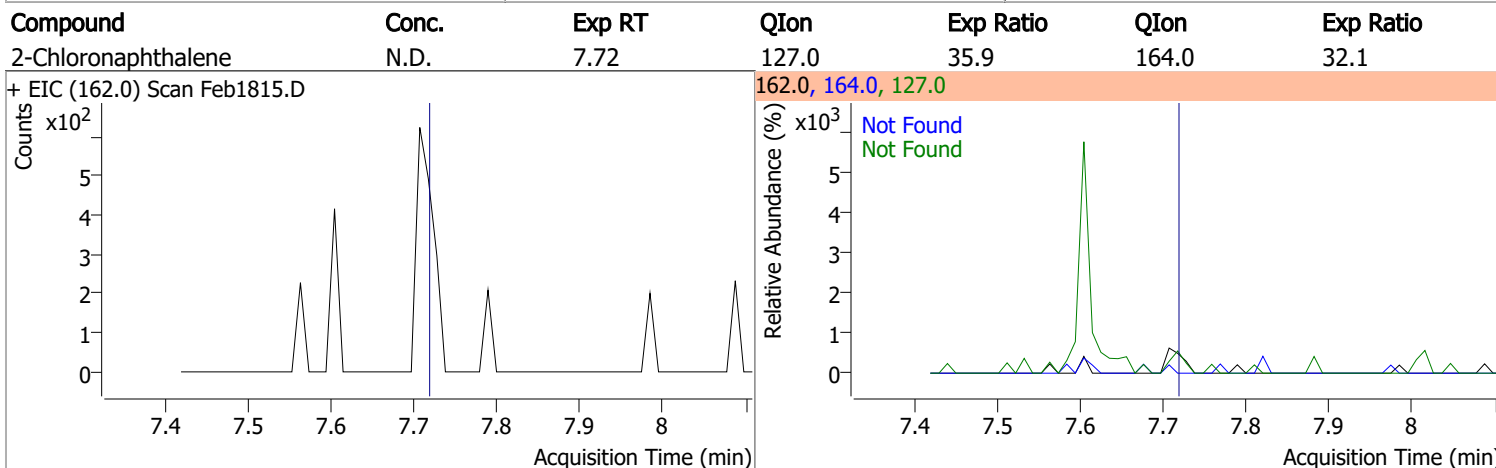 Compound Conc. Exp RT QIon Exp Ratio QIon Exp Ratio
2-Chloronaphthalene N.D. 7.72 127.0 35.9 164.0 32.1
+ EIC (162.0) Scan Feb1815.D
162.0, 164.0, 127.0
Counts
x10²
5
4
3
2
1
0
7.4 7.5 7.6 7.7 7.8 7.9 8
Acquisition Time (min)
Relative Abundance (%)
x10³
Not Found
Not Found
5
4
3
2
1
0
7.4 7.5 7.6 7.7 7.8 7.9 8
Acquisition Time (min)